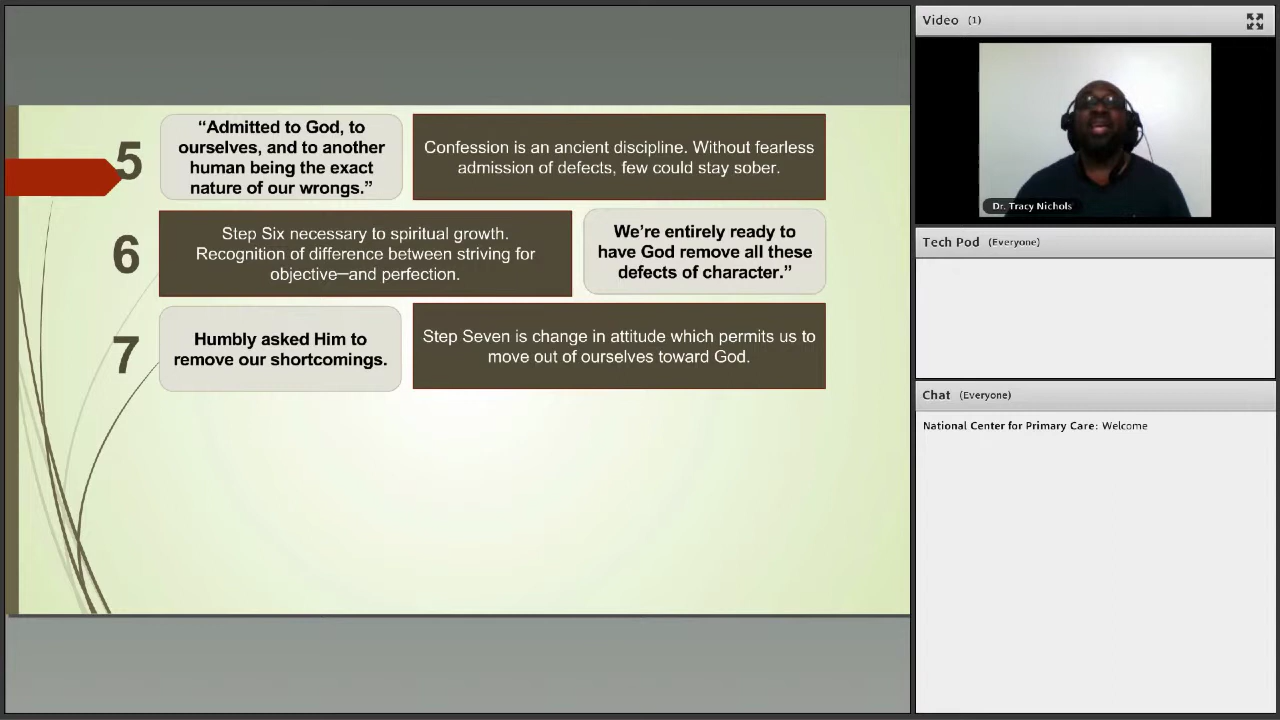 5
“Admitted to God, to
ourselves, and to another
human being the exact
nature of our wrongs.”
Confession is an ancient discipline. Without fearless
admission of defects, few could stay sober.
6
Step Six necessary to spiritual growth.
Recognition of difference between striving for
objective—and perfection.
We’re entirely ready to
have God remove all these
defects of character.”
7
Humbly asked Him to
remove our shortcomings.
Step Seven is change in attitude which permits us to
move out of ourselves toward God.
Video (1)
Dr. Tracy Nichols
Tech Pod (Everyone)
Chat (Everyone)
National Center for Primary Care: Welcome